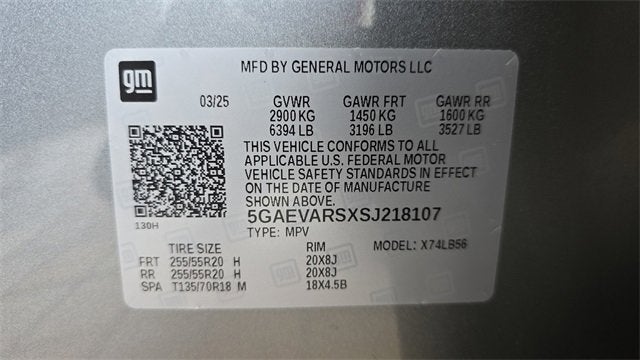 gm
MFD BY GENERAL MOTORS LLC
03/25 GVWR GAWR FRT GAWR RR
2900 KG 1450 KG 1600 KG
6394 LB 3196 LB 3527 LB
THIS VEHICLE CONFORMS TO ALL
APPLICABLE U.S. FEDERAL MOTOR
VEHICLE SAFETY STANDARDS IN EFFECT
ON THE DATE OF MANUFACTURE
SHOWN ABOVE.
130H 5GAEVARSXSJ218107
TYPE: MPV
TIRE SIZE RIM MODEL: X74LB56
FRT 255/55R20 H 20X8J
RR 255/55R20 H 20X8J
SPA T135/70R18 M 18X4.5B